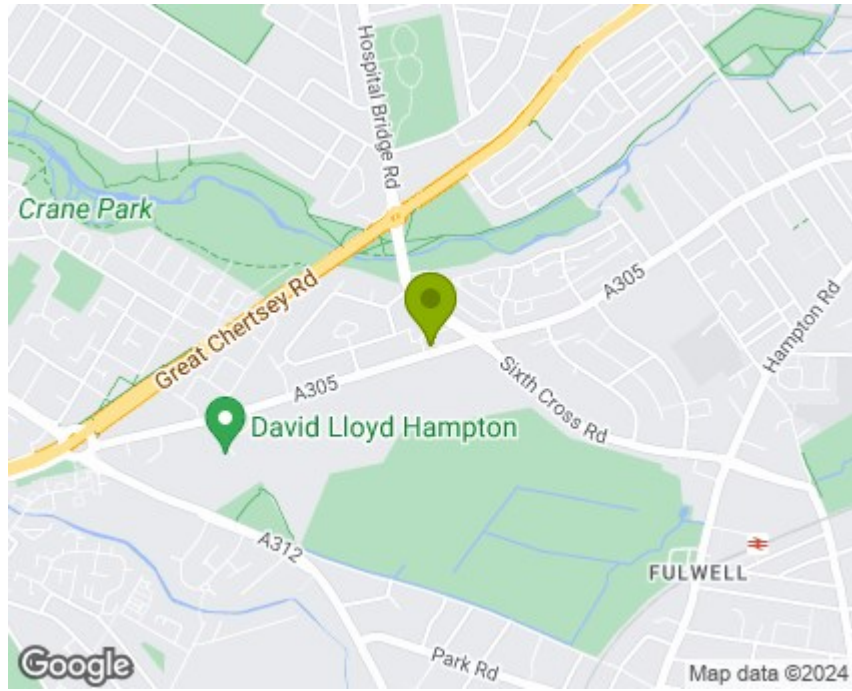 Hospital Bridge Rd
Crane Park
Great Chertsey Rd
A305
Hampton Rd
A305
Sixth Cross Rd
David Lloyd Hampton
A312
FULWELL
Park Rd
Google
Map data ©2024